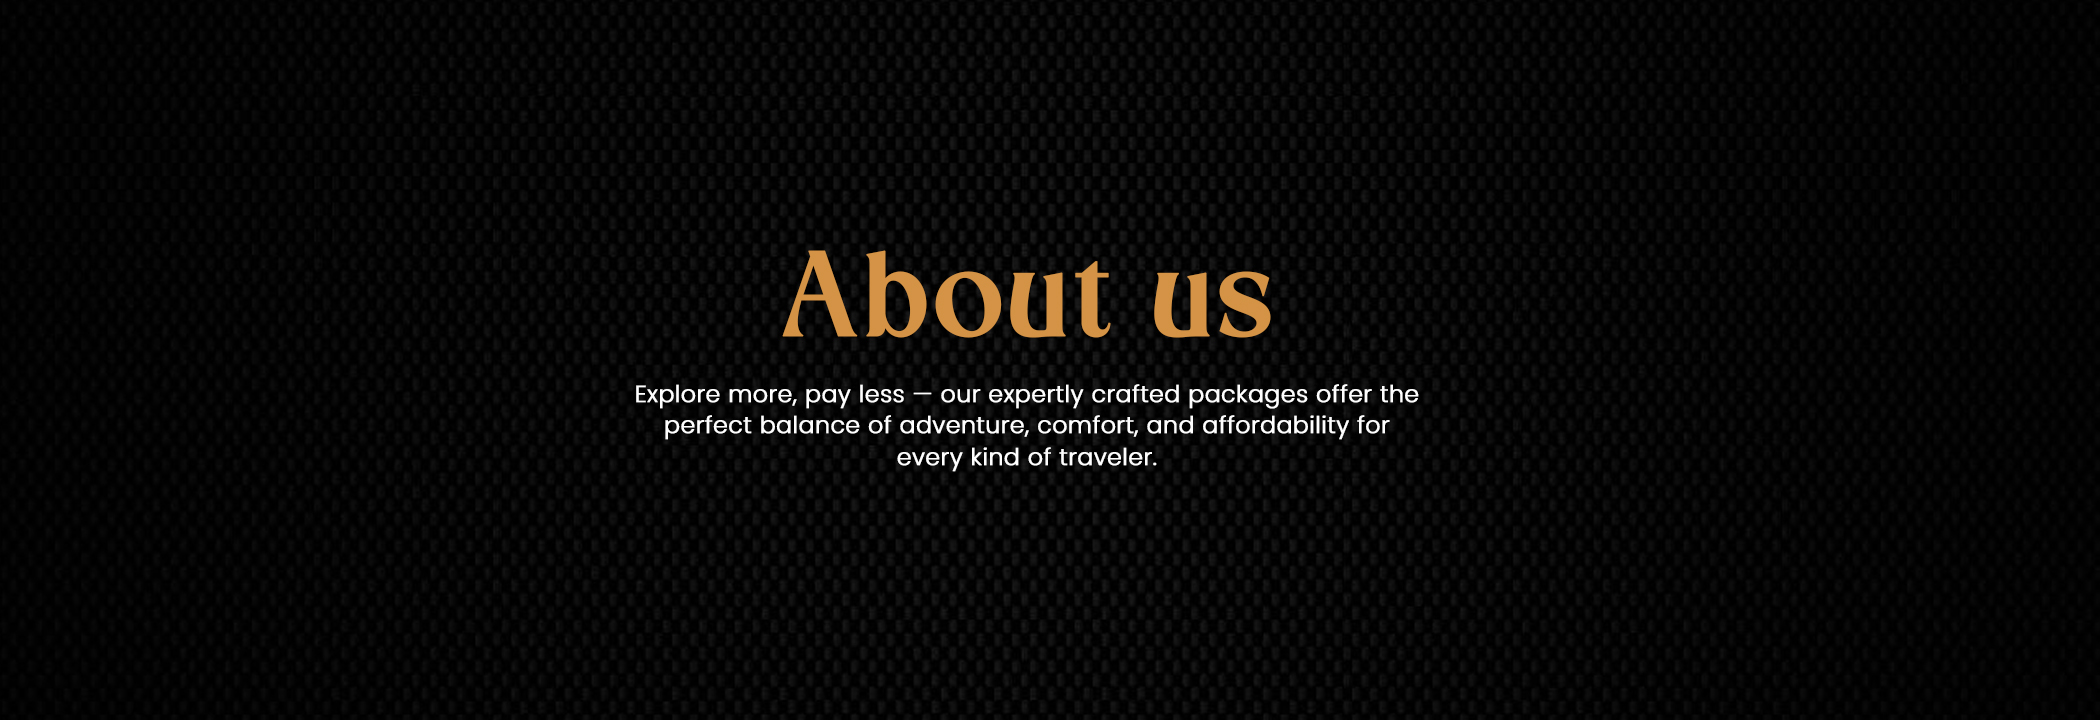 About us
Explore more, pay less — our expertly crafted packages offer the
perfect balance of adventure, comfort, and affordability for
every kind of traveler.